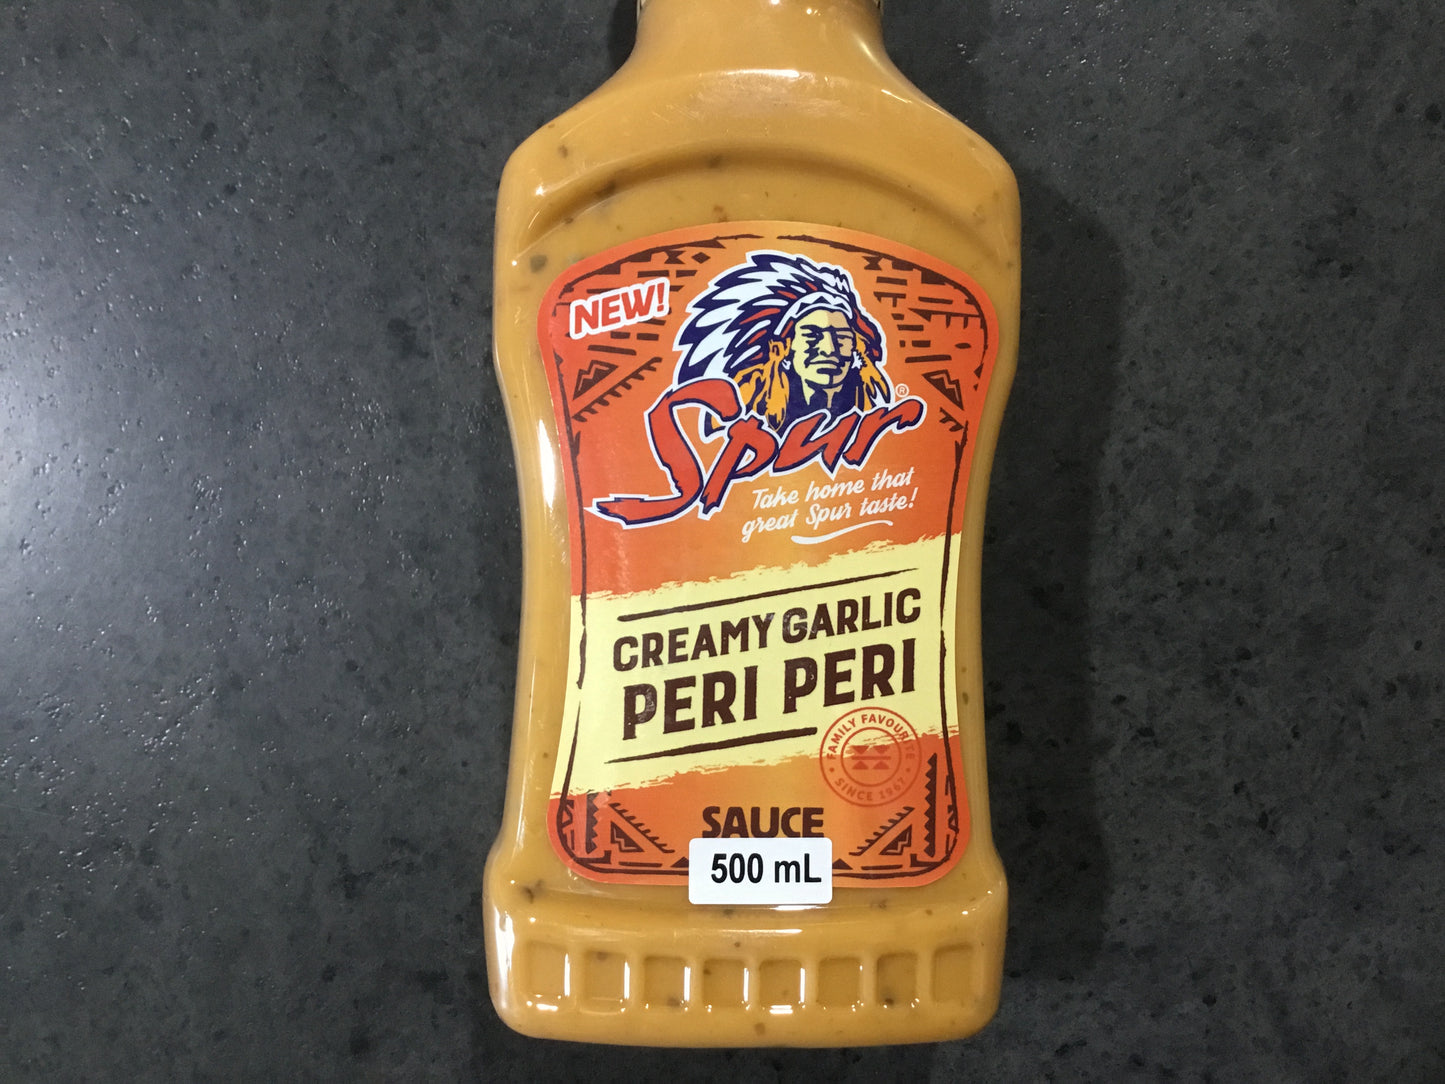 NEW!
Spur®
Take home that
great Spur taste!
CREAMY GARLIC
PERI PERI
FAMILY FAVOURITE
SINCE 1967
SAUCE
500 mL